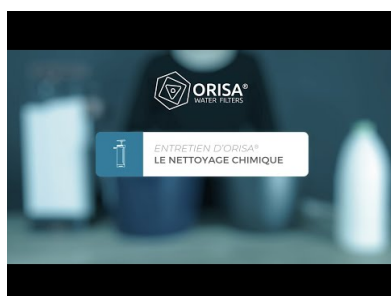 ORISA®
WATER FILTERS
ENTRETIEN D'ORISA®
LE NETTOYAGE CHIMIQUE